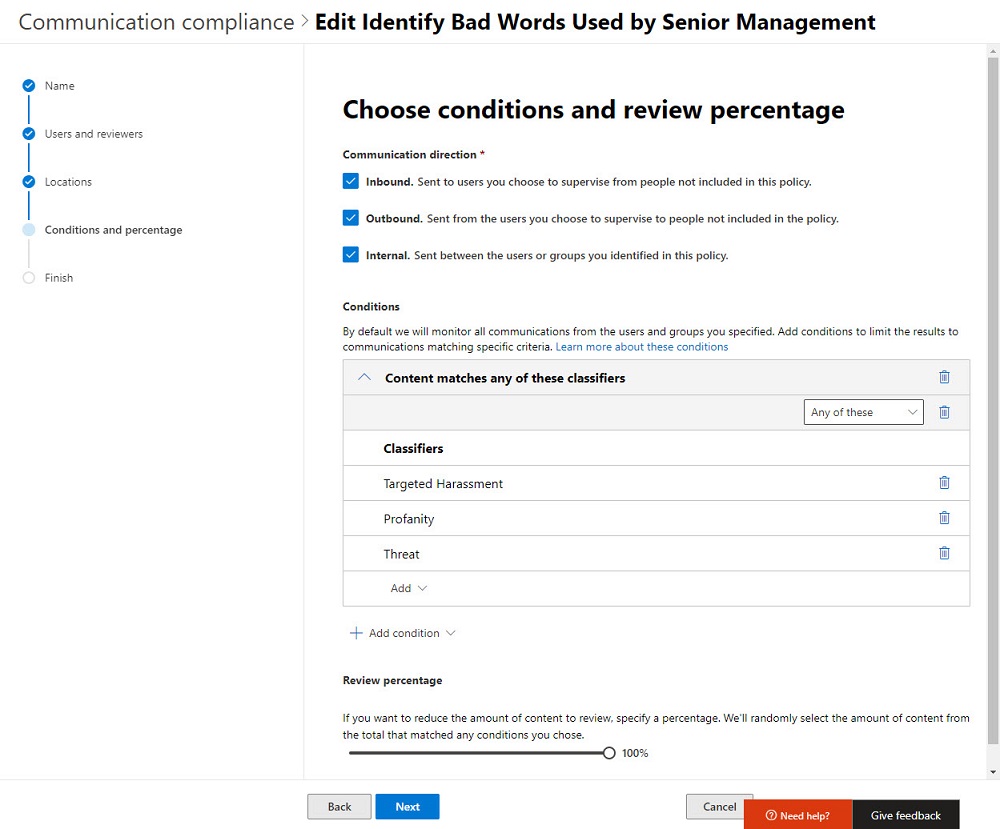 Communication compliance > Edit Identify Bad Words Used by Senior Management
Name
Users and reviewers
Locations
Conditions and percentage
Finish
Choose conditions and review percentage
Communication direction *
Inbound. Sent to users you choose to supervise from people not included in this policy.
Outbound. Sent from the users you choose to supervise to people not included in the policy.
Internal. Sent between the users or groups you identified in this policy.
Conditions
By default we will monitor all communications from the users and groups you specified. Add conditions to limit the results to
communications matching specific criteria. Learn more about these conditions
Content matches any of these classifiers
Any of these
Classifiers
Targeted Harassment
Profanity
Threat
Add
Add condition
Review percentage
If you want to reduce the amount of content to review, specify a percentage. We'll randomly select the amount of content from
the total that matched any conditions you chose.
100%
Back
Next
Cancel
Need help?
Give feedback